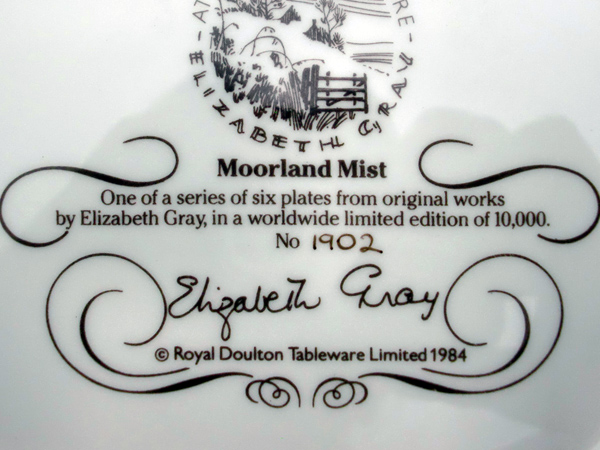 ELIZABETH GRAY
Moorland Mist
One of a series of six plates from original works
by Elizabeth Gray, in a worldwide limited edition of 10,000.
No 1902
Elizabeth Gray
© Royal Doulton Tableware Limited 1984